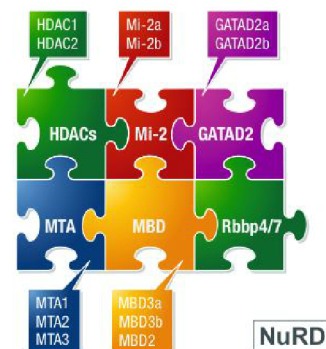 HDAC1
HDAC2
Mi-2a
Mi-2b
GATAD2a
GATAD2b
HDACs
Mi-2
GATAD2
MTA
MBD
Rbbp4/7
MTA1
MTA2
MTA3
MBD3a
MBD3b
MBD2
NuRD